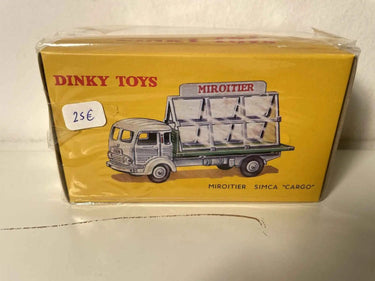 DINKY TOYS
25€
MIROITIER
MIROITIER SIMCA "CARGO"